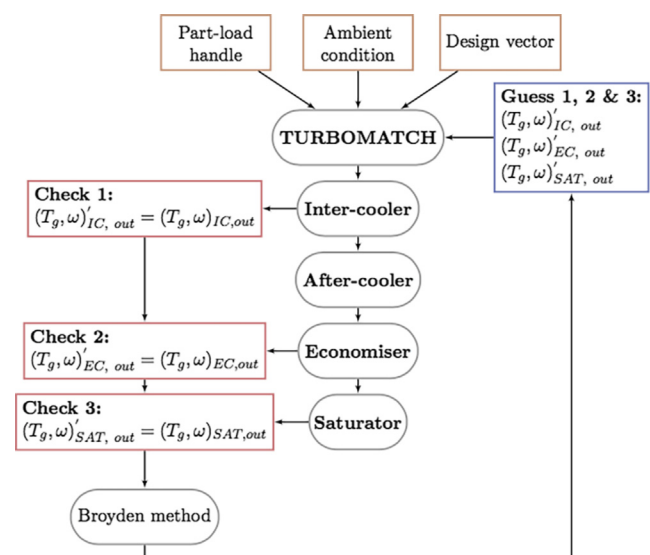 Part-load
handle
Ambient
condition
Design vector
Guess 1, 2 & 3:
(T_g, ω)'_{IC, out}
(T_g, ω)'_{EC, out}
(T_g, ω)'_{SAT, out}
TURBOMATCH
Check 1:
(T_g, ω)'_{IC, out} = (T_g, ω)_{IC,out}
Inter-cooler
After-cooler
Check 2:
(T_g, ω)'_{EC, out} = (T_g, ω)_{EC,out}
Economiser
Check 3:
(T_g, ω)'_{SAT, out} = (T_g, ω)_{SAT,out}
Saturator
Broyden method